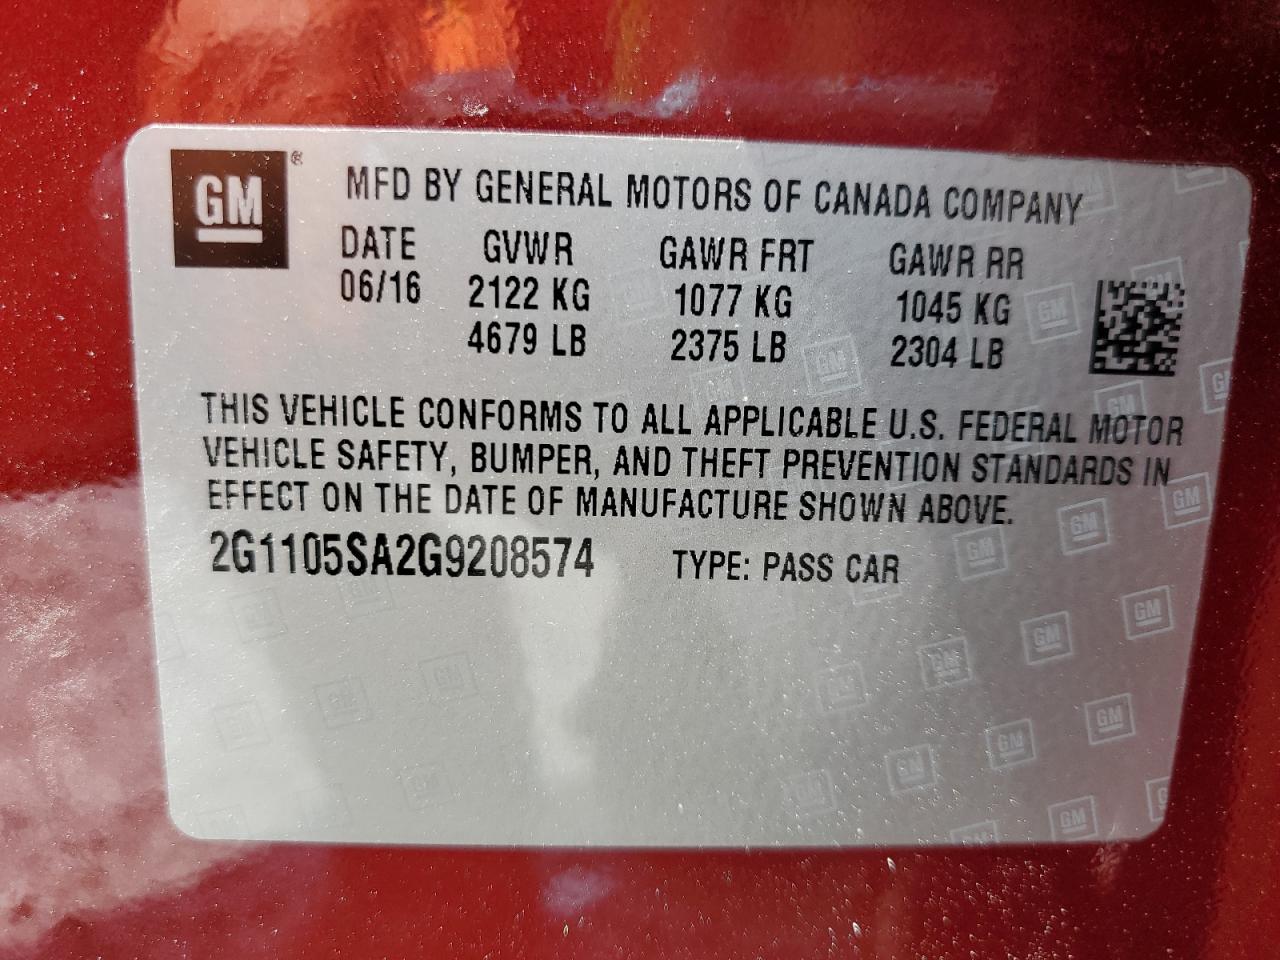 GM ®
MFD BY GENERAL MOTORS OF CANADA COMPANY
DATE GVWR GAWR FRT GAWR RR
06/16 2122 KG 1077 KG 1045 KG
4679 LB 2375 LB 2304 LB
THIS VEHICLE CONFORMS TO ALL APPLICABLE U.S. FEDERAL MOTOR
VEHICLE SAFETY, BUMPER, AND THEFT PREVENTION STANDARDS IN
EFFECT ON THE DATE OF MANUFACTURE SHOWN ABOVE.
2G1105SA2G9208574 TYPE: PASS CAR